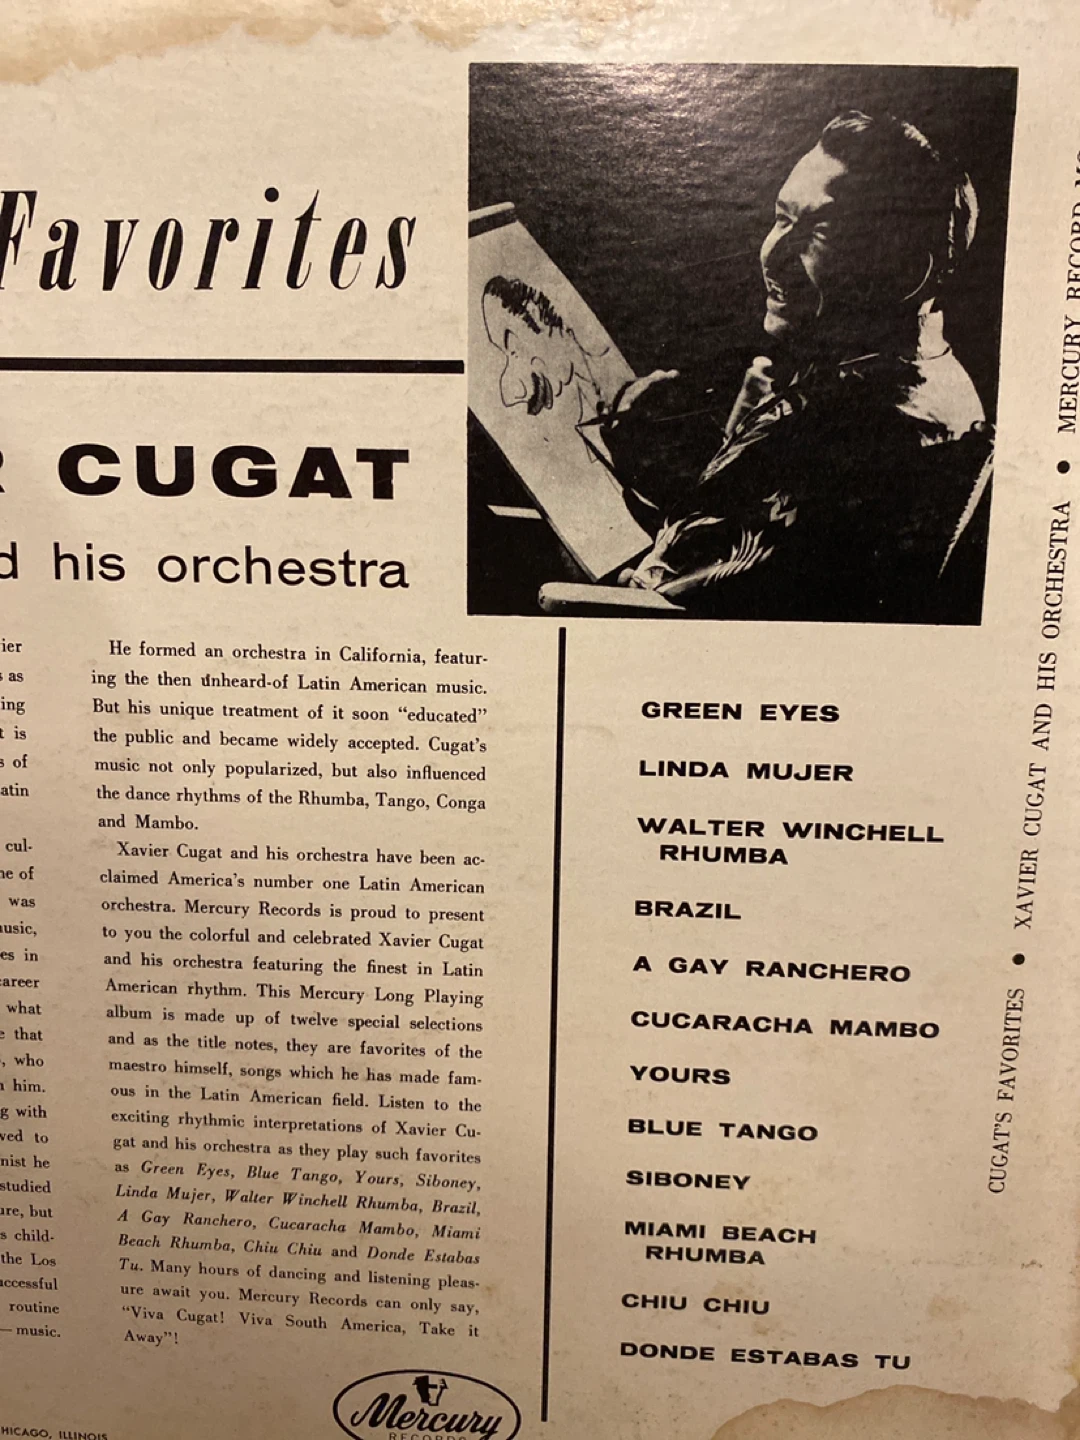 Favorites
CUGAT
his orchestra
ier
as
ing
is
of
atin
cul-
of
was
usic,
es in
career
what
that
, who
him.
g with
ved to
nist he
studied
ure, but
s child-
the Los
uccessful
routine
—music.
He formed an orchestra in California, featur-
ing the then unheard-of Latin American music.
But his unique treatment of it soon “educated”
the public and became widely accepted. Cugat’s
music not only popularized, but also influenced
the dance rhythms of the Rhumba, Tango, Conga
and Mambo.
Xavier Cugat and his orchestra have been ac-
claimed America’s number one Latin American
orchestra. Mercury Records is proud to present
to you the colorful and celebrated Xavier Cugat
and his orchestra featuring the finest in Latin
American rhythm. This Mercury Long Playing
album is made up of twelve special selections
and as the title notes, they are favorites of the
maestro himself, songs which he has made fam-
ous in the Latin American field. Listen to the
exciting rhythmic interpretations of Xavier Cu-
gat and his orchestra as they play such favorites
as Green Eyes, Blue Tango, Yours, Siboney,
Linda Mujer, Walter Winchell Rhumba, Brazil,
A Gay Ranchero, Cucaracha Mambo, Miami
Beach Rhumba, Chiu Chiu and Donde Estabas
Tu. Many hours of dancing and listening pleas-
ure await you. Mercury Records can only say,
“Viva Cugat! Viva South America, Take it
Away”!
GREEN EYES
LINDA MUJER
WALTER WINCHELL
RHUMBA
BRAZIL
A GAY RANCHERO
CUCARACHA MAMBO
YOURS
BLUE TANGO
SIBONEY
MIAMI BEACH
RHUMBA
CHIU CHIU
DONDE ESTABAS TU
CUGAT’S FAVORITES • XAVIER CUGAT AND HIS ORCHESTRA • MERCURY RECORD
HICAGO, ILLINOIS
Mercury
RECORDS